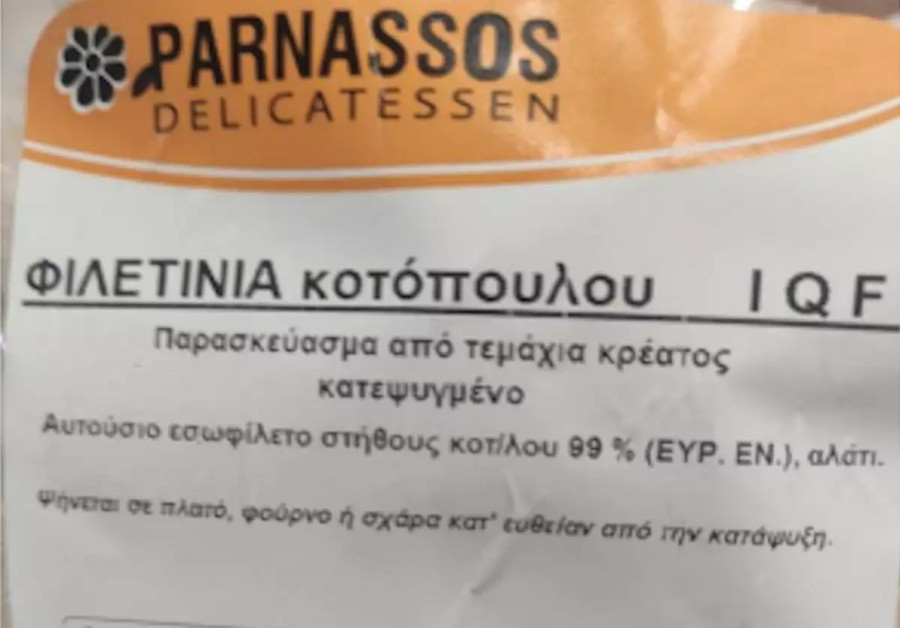 PARNASSOS
DELICATESSEN
ΦΙΛΕΤΙΝΙΑ κοτόπουλου I Q F
Παρασκεύασμα από τεμάχια κρέατος
κατεψυγμένο
Αυτούσιο εσωφίλετο στήθους κοτ/λου 99 % (ΕΥΡ. ΕΝ.), αλάτι.
Ψήνεται σε πλατό, φούρνο ή σχάρα κατ' ευθείαν από την κατάψυξη.